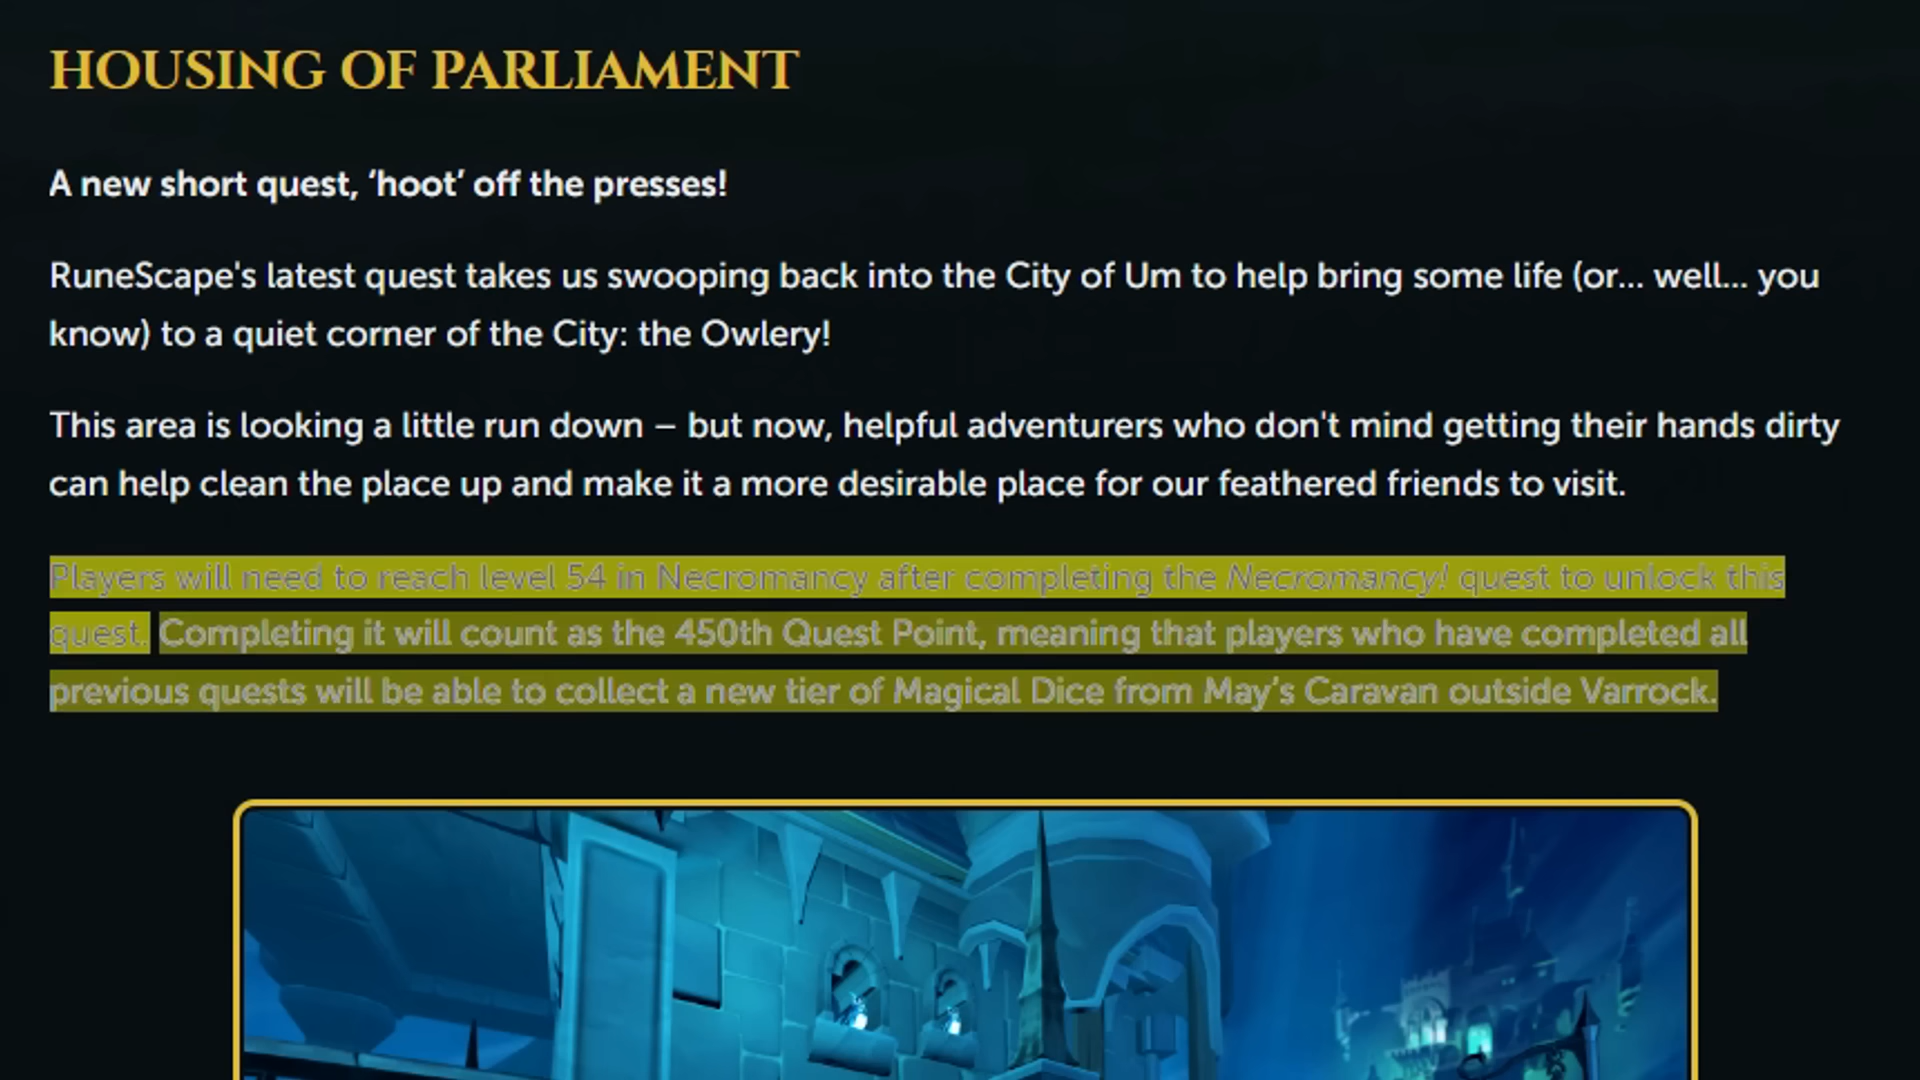 HOUSING OF PARLIAMENT
A new short quest, ‘hoot’ off the presses!
RuneScape's latest quest takes us swooping back into the City of Um to help bring some life (or... well... you
know) to a quiet corner of the City: the Owlery!
This area is looking a little run down – but now, helpful adventurers who don't mind getting their hands dirty
can help clean the place up and make it a more desirable place for our feathered friends to visit.
Players will need to reach level 54 in Necromancy after completing the Necromancy! quest to unlock this
quest. Completing it will count as the 450th Quest Point, meaning that players who have completed all
previous quests will be able to collect a new tier of Magical Dice from May’s Caravan outside Varrock.